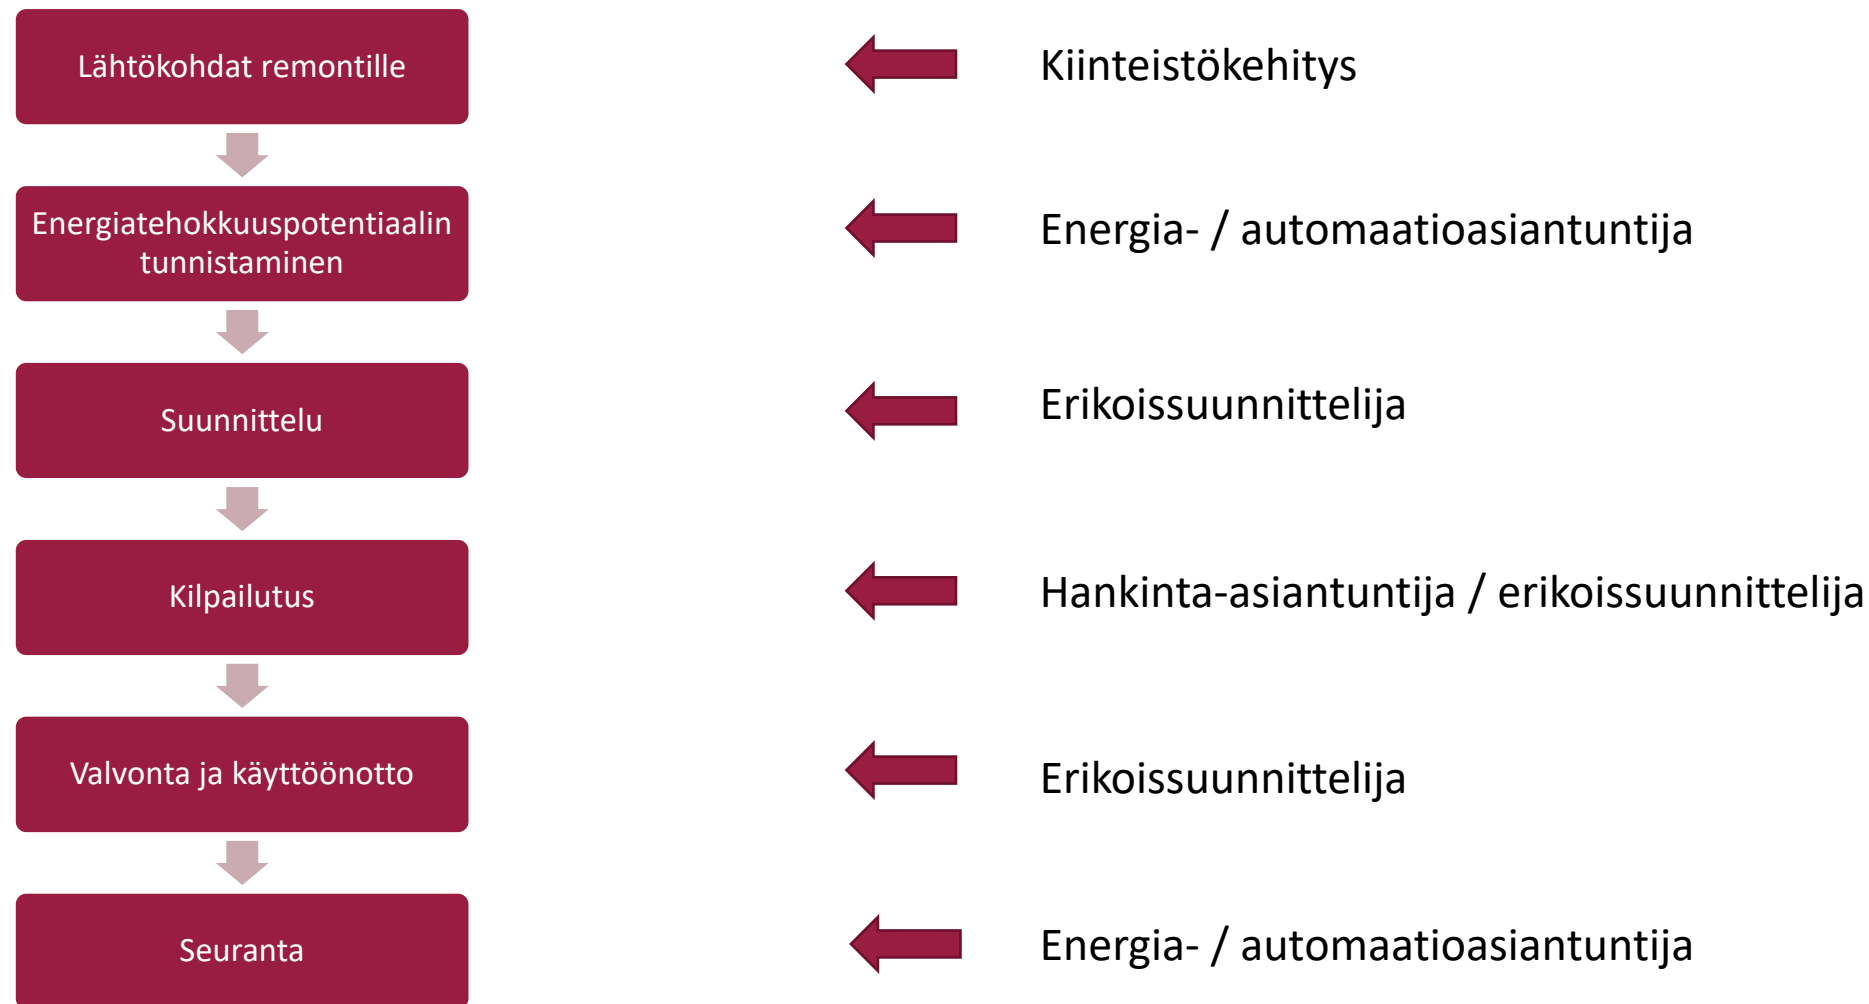 Lähtökohdat remontille
Kiinteistökehitys
Energiatehokkuuspotentiaalin
tunnistaminen
Energia- / automaatioasiantuntija
Suunnittelu
Erikoissuunnittelija
Kilpailutus
Hankinta-asiantuntija / erikoissuunnittelija
Valvonta ja käyttöönotto
Erikoissuunnittelija
Seuranta
Energia- / automaatioasiantuntija